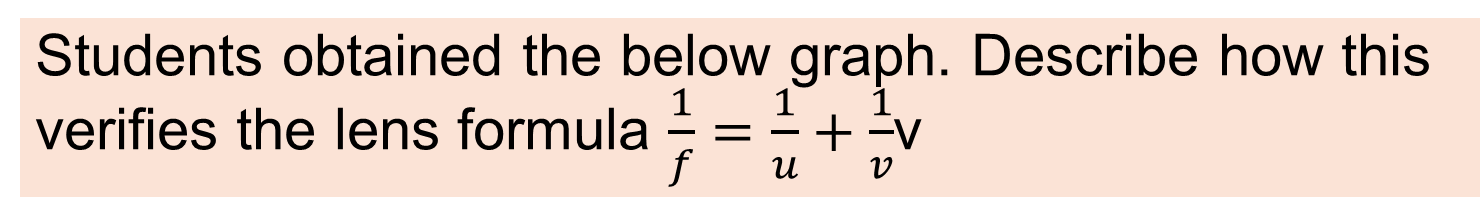 Students obtained the below graph. Describe how this
verifies the lens formula 1/f = 1/u + 1/v v